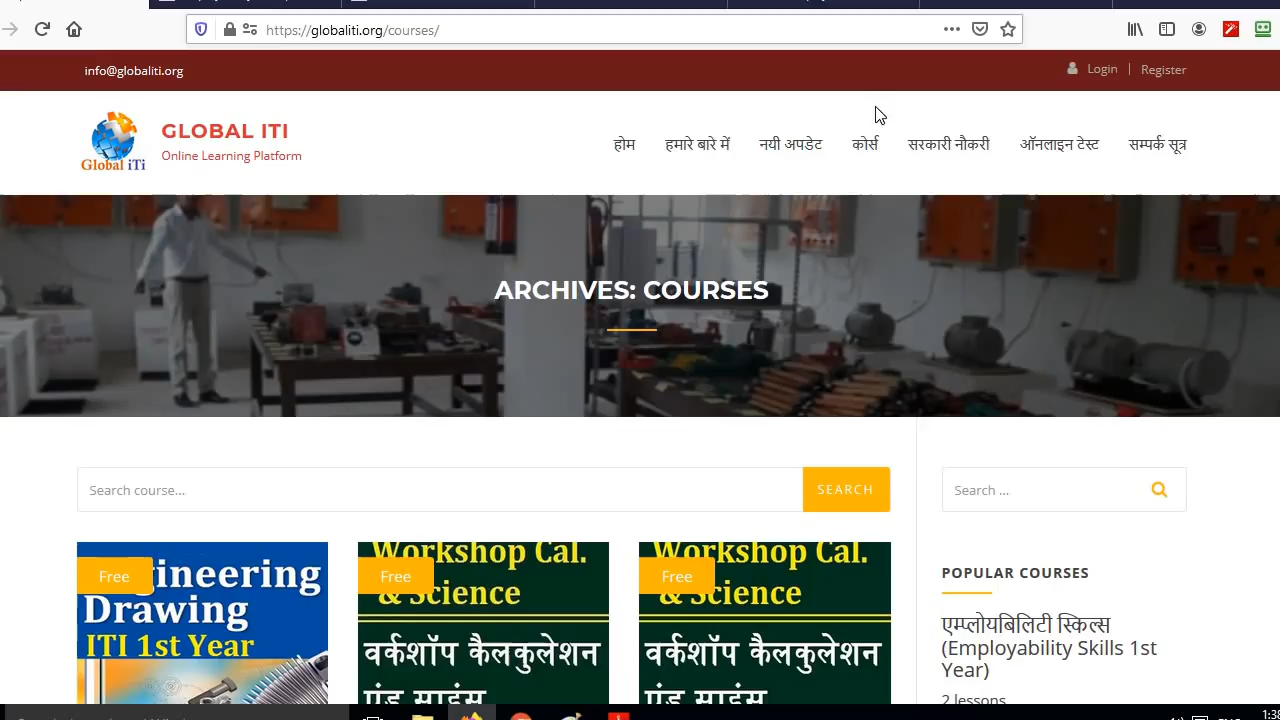 https://globaliti.org/courses/
info@globaliti.org
Login
Register
Global iTi
GLOBAL ITI
Online Learning Platform
होम
हमारे बारे में
नयी अपडेट
कोर्स
सरकारी नौकरी
ऑनलाइन टेस्ट
सम्पर्क सूत्र
ARCHIVES: COURSES
Search course...
SEARCH
Search ...
Free
gineering
Drawing
ITI 1st Year
Free
Workshop Cal.
& Science
वर्कशॉप कैलकुलेशन
एंड साइंस
Free
Workshop Cal.
& Science
वर्कशॉप कैलकुलेशन
एंड साइंस
POPULAR COURSES
एम्प्लोयबिलिटी स्किल्स
(Employability Skills 1st
Year)
2 lessons